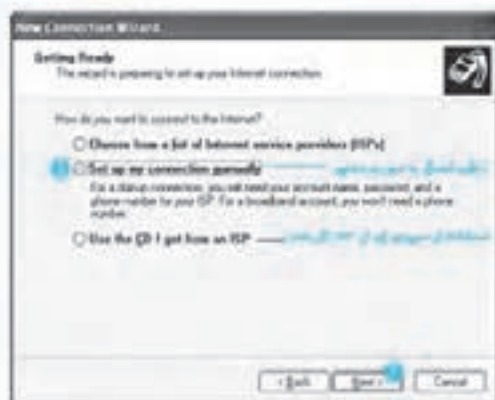 New Connection Wizard
Getting Ready
The wizard is preparing to set up your Internet connection.
How do you want to connect to the Internet?
Choose from a list of Internet service providers (ISPs)
Set up my connection manually
For a dial-up connection, you will need your account name, password, and a
phone number for your ISP. For a broadband account, you won't need a phone
number.
Use the CD I got from an ISP
< Back
Next >
Cancel